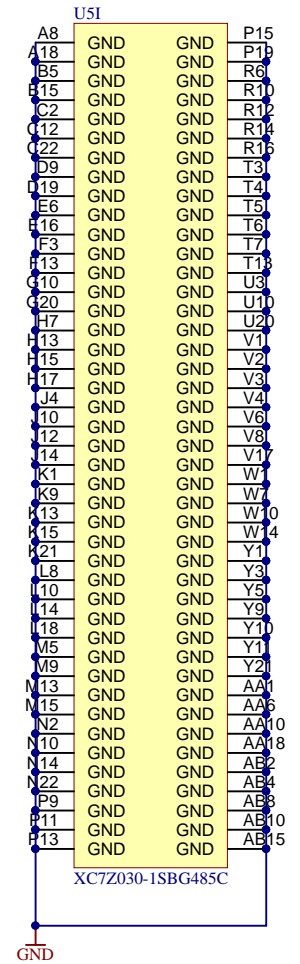 U5I
A8 GND GND P15
A18 GND GND P19
B5 GND GND R6
B15 GND GND R10
C2 GND GND R12
C12 GND GND R14
C22 GND GND R16
D9 GND GND T3
D19 GND GND T4
E6 GND GND T5
E16 GND GND T6
F3 GND GND T7
F13 GND GND T13
G10 GND GND U3
G20 GND GND U10
H7 GND GND U20
H13 GND GND V1
H15 GND GND V2
H17 GND GND V3
J4 GND GND V4
J10 GND GND V6
J12 GND GND V8
J14 GND GND V17
K1 GND GND W1
K9 GND GND W7
K13 GND GND W10
K15 GND GND W14
K21 GND GND Y1
L8 GND GND Y3
L10 GND GND Y5
L14 GND GND Y9
L18 GND GND Y10
M5 GND GND Y11
M9 GND GND Y21
M13 GND GND AA1
M15 GND GND AA6
N2 GND GND AA10
N10 GND GND AA18
N14 GND GND AB2
N22 GND GND AB4
P9 GND GND AB8
P11 GND GND AB10
P13 GND GND AB15
XC7Z030-1SBG485C
GND